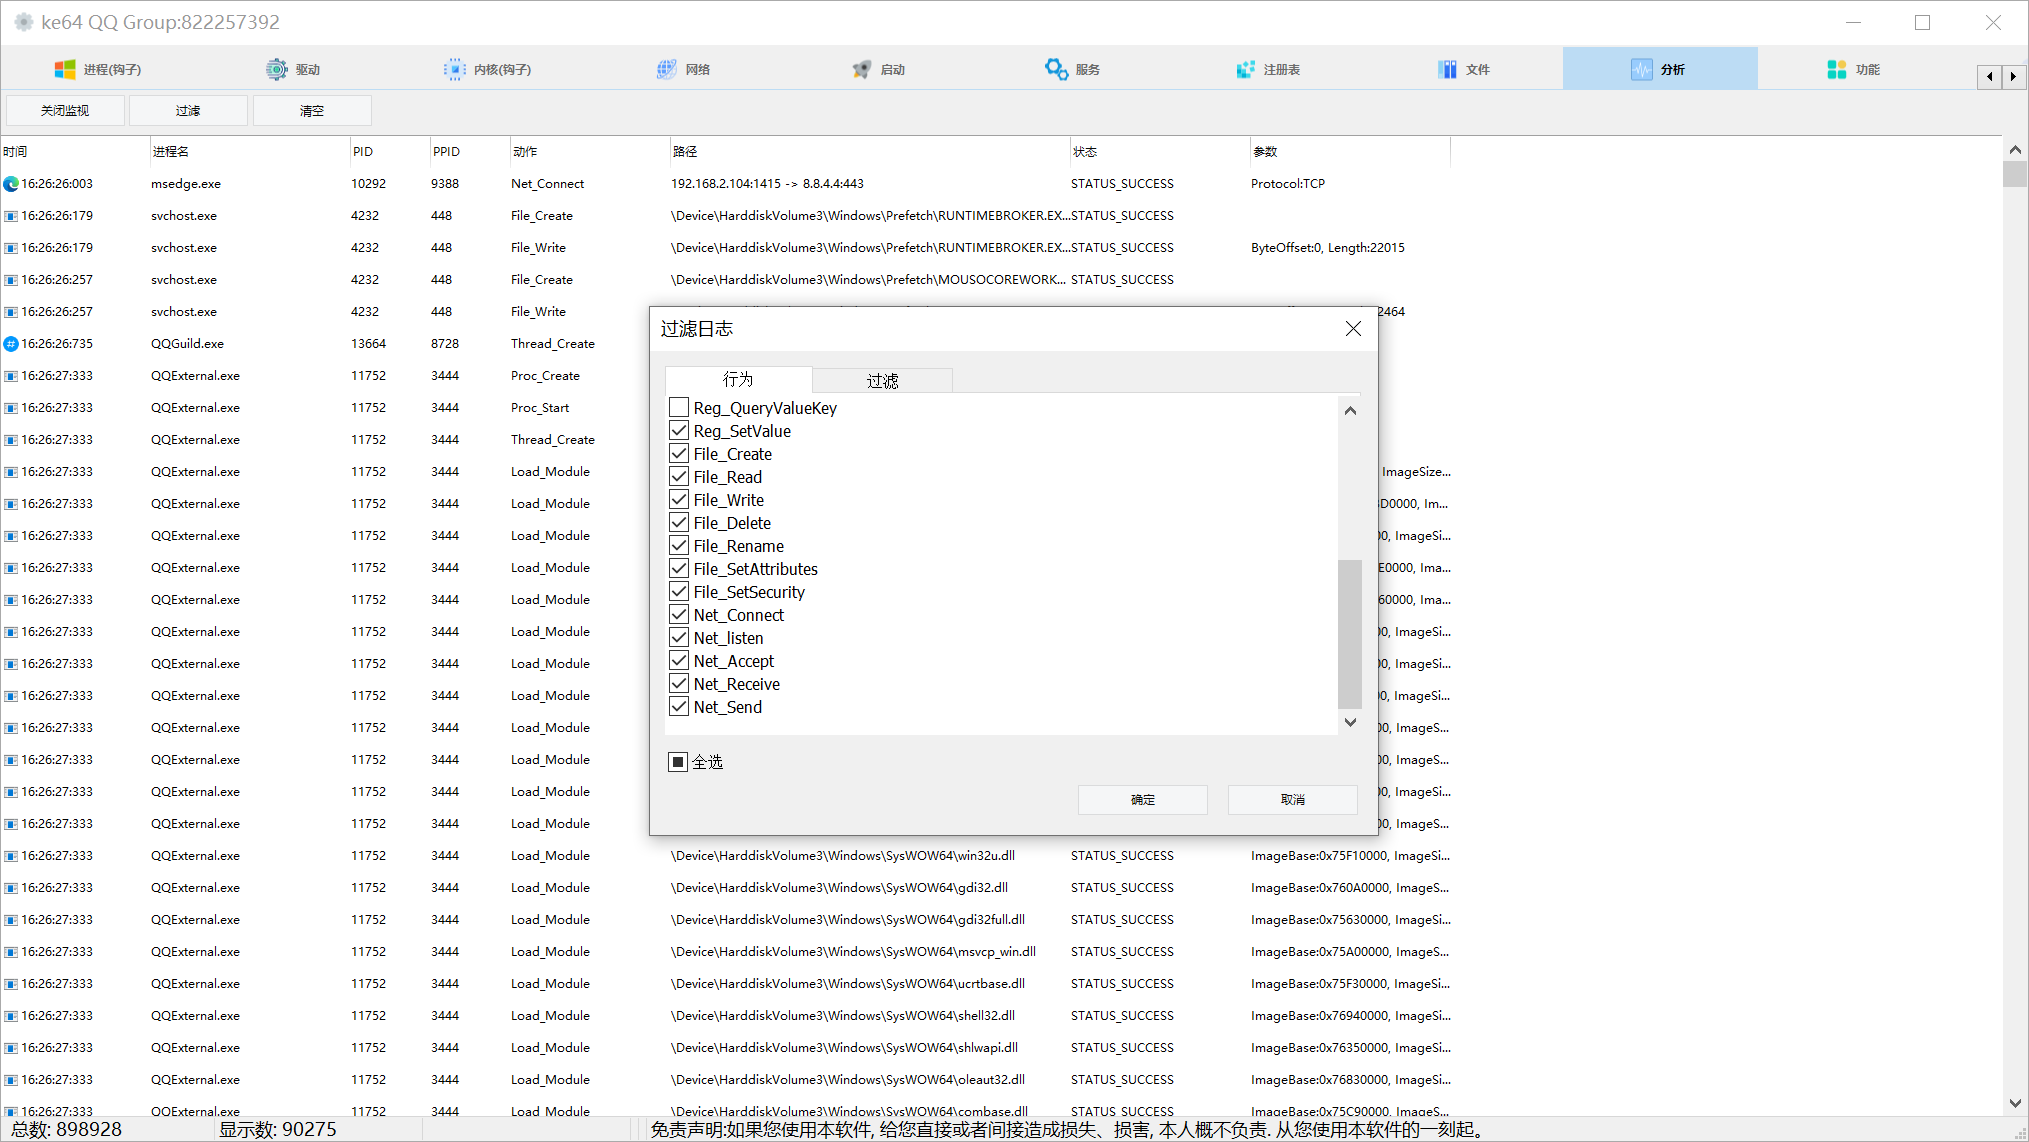 ke64 QQ Group:822257392
进程(钩子) 驱动 内核(钩子) 网络 启动 服务 注册表 文件 分析 功能
关闭监视 过滤 清空
时间 进程名 PID PPID 动作 路径 状态 参数
16:26:26:003 msedge.exe 10292 9388 Net_Connect 192.168.2.104:1415 -> 8.8.4.4:443 STATUS_SUCCESS Protocol:TCP
16:26:26:179 svchost.exe 4232 448 File_Create \Device\HarddiskVolume3\Windows\Prefetch\RUNTIMEBROKER.EX... STATUS_SUCCESS
16:26:26:179 svchost.exe 4232 448 File_Write \Device\HarddiskVolume3\Windows\Prefetch\RUNTIMEBROKER.EX... STATUS_SUCCESS ByteOffset:0, Length:22015
16:26:26:257 svchost.exe 4232 448 File_Create \Device\HarddiskVolume3\Windows\Prefetch\MOUSOCOREWORK... STATUS_SUCCESS
16:26:26:257 svchost.exe 4232 448 File_Write 2464
16:26:26:735 QQGuild.exe 13664 8728 Thread_Create
16:26:27:333 QQExternal.exe 11752 3444 Proc_Create
16:26:27:333 QQExternal.exe 11752 3444 Proc_Start
16:26:27:333 QQExternal.exe 11752 3444 Thread_Create
16:26:27:333 QQExternal.exe 11752 3444 Load_Module , ImageSize...
16:26:27:333 QQExternal.exe 11752 3444 Load_Module D0000, Im...
16:26:27:333 QQExternal.exe 11752 3444 Load_Module 0, ImageSi...
16:26:27:333 QQExternal.exe 11752 3444 Load_Module E0000, Ima...
16:26:27:333 QQExternal.exe 11752 3444 Load_Module 60000, Ima...
16:26:27:333 QQExternal.exe 11752 3444 Load_Module 0, ImageSi...
16:26:27:333 QQExternal.exe 11752 3444 Load_Module 0, ImageSi...
16:26:27:333 QQExternal.exe 11752 3444 Load_Module 0, ImageSi...
16:26:27:333 QQExternal.exe 11752 3444 Load_Module 0, ImageS...
16:26:27:333 QQExternal.exe 11752 3444 Load_Module 0, ImageSi...
16:26:27:333 QQExternal.exe 11752 3444 Load_Module 0, ImageSi...
16:26:27:333 QQExternal.exe 11752 3444 Load_Module 0, ImageS...
16:26:27:333 QQExternal.exe 11752 3444 Load_Module \Device\HarddiskVolume3\Windows\SysWOW64\win32u.dll STATUS_SUCCESS ImageBase:0x75F10000, ImageSi...
16:26:27:333 QQExternal.exe 11752 3444 Load_Module \Device\HarddiskVolume3\Windows\SysWOW64\gdi32.dll STATUS_SUCCESS ImageBase:0x760A0000, ImageS...
16:26:27:333 QQExternal.exe 11752 3444 Load_Module \Device\HarddiskVolume3\Windows\SysWOW64\gdi32full.dll STATUS_SUCCESS ImageBase:0x75630000, ImageSi...
16:26:27:333 QQExternal.exe 11752 3444 Load_Module \Device\HarddiskVolume3\Windows\SysWOW64\msvcp_win.dll STATUS_SUCCESS ImageBase:0x75A00000, ImageSi...
16:26:27:333 QQExternal.exe 11752 3444 Load_Module \Device\HarddiskVolume3\Windows\SysWOW64\ucrtbase.dll STATUS_SUCCESS ImageBase:0x75F30000, ImageSi...
16:26:27:333 QQExternal.exe 11752 3444 Load_Module \Device\HarddiskVolume3\Windows\SysWOW64\shell32.dll STATUS_SUCCESS ImageBase:0x76940000, ImageSi...
16:26:27:333 QQExternal.exe 11752 3444 Load_Module \Device\HarddiskVolume3\Windows\SysWOW64\shlwapi.dll STATUS_SUCCESS ImageBase:0x76350000, ImageSi...
16:26:27:333 QQExternal.exe 11752 3444 Load_Module \Device\HarddiskVolume3\Windows\SysWOW64\oleaut32.dll STATUS_SUCCESS ImageBase:0x76830000, ImageSi...
16:26:27:333 QQExternal.exe 11752 3444 Load_Module \Device\HarddiskVolume3\Windows\SysWOW64\combase.dll STATUS_SUCCESS ImageBase:0x75C90000, ImageSi...
过滤日志
行为 过滤
Reg_QueryValueKey
Reg_SetValue
File_Create
File_Read
File_Write
File_Delete
File_Rename
File_SetAttributes
File_SetSecurity
Net_Connect
Net_listen
Net_Accept
Net_Receive
Net_Send
全选
确定 取消
总数: 898928 显示数: 90275 免责声明:如果您使用本软件, 给您直接或者间接造成损失、损害, 本人概不负责. 从您使用本软件的一刻起。